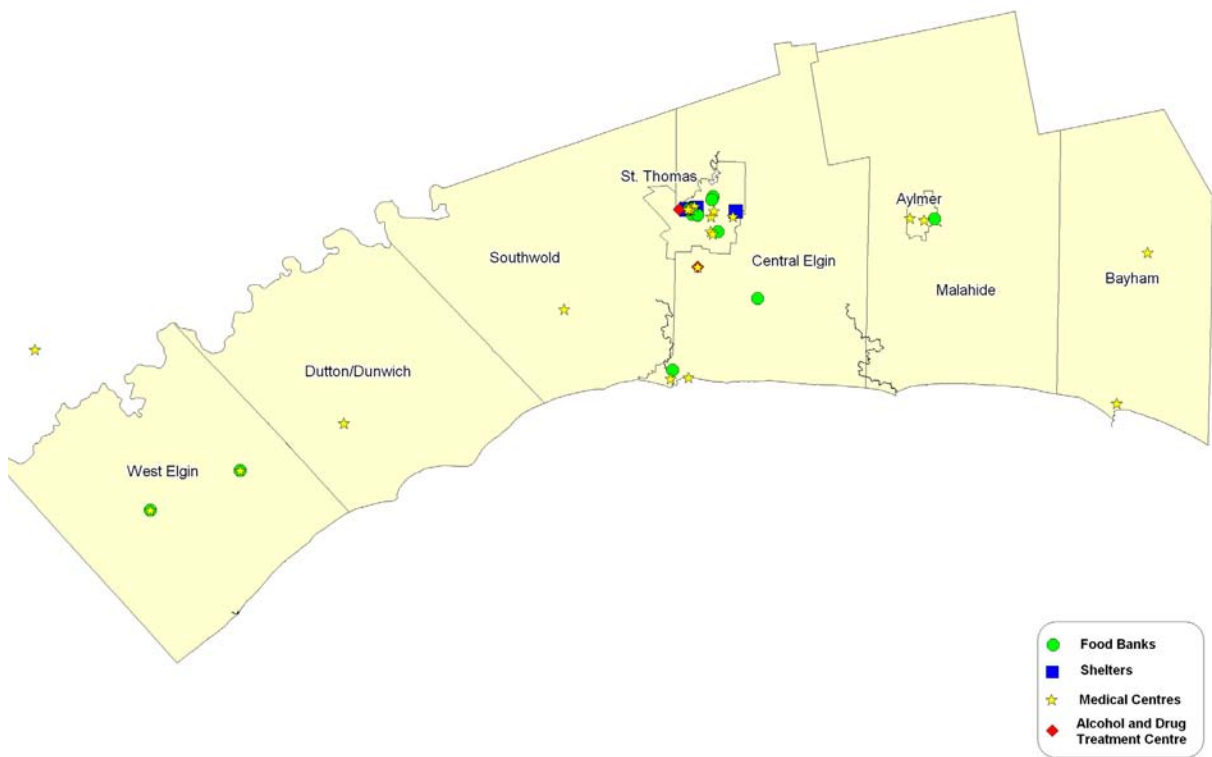 St. Thomas
Aylmer
Southwold
Central Elgin
Bayham
Malahide
Dutton/Dunwich
West Elgin
Food Banks
Shelters
Medical Centres
Alcohol and Drug
Treatment Centre